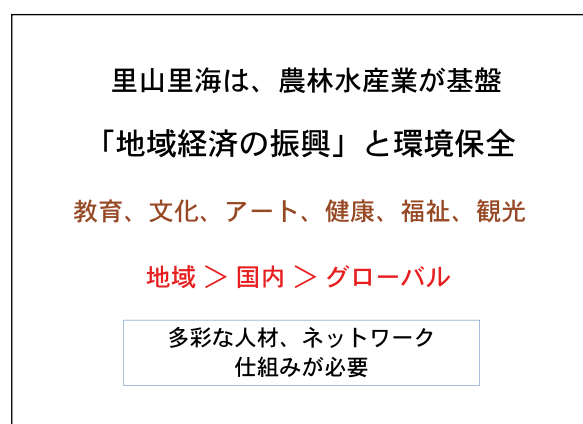 里山里海は、農林水産業が基盤
「地域経済の振興」と環境保全
教育、文化、アート、健康、福祉、観光
地域 ＞ 国内 ＞ グローバル
多彩な人材、ネットワーク
仕組みが必要